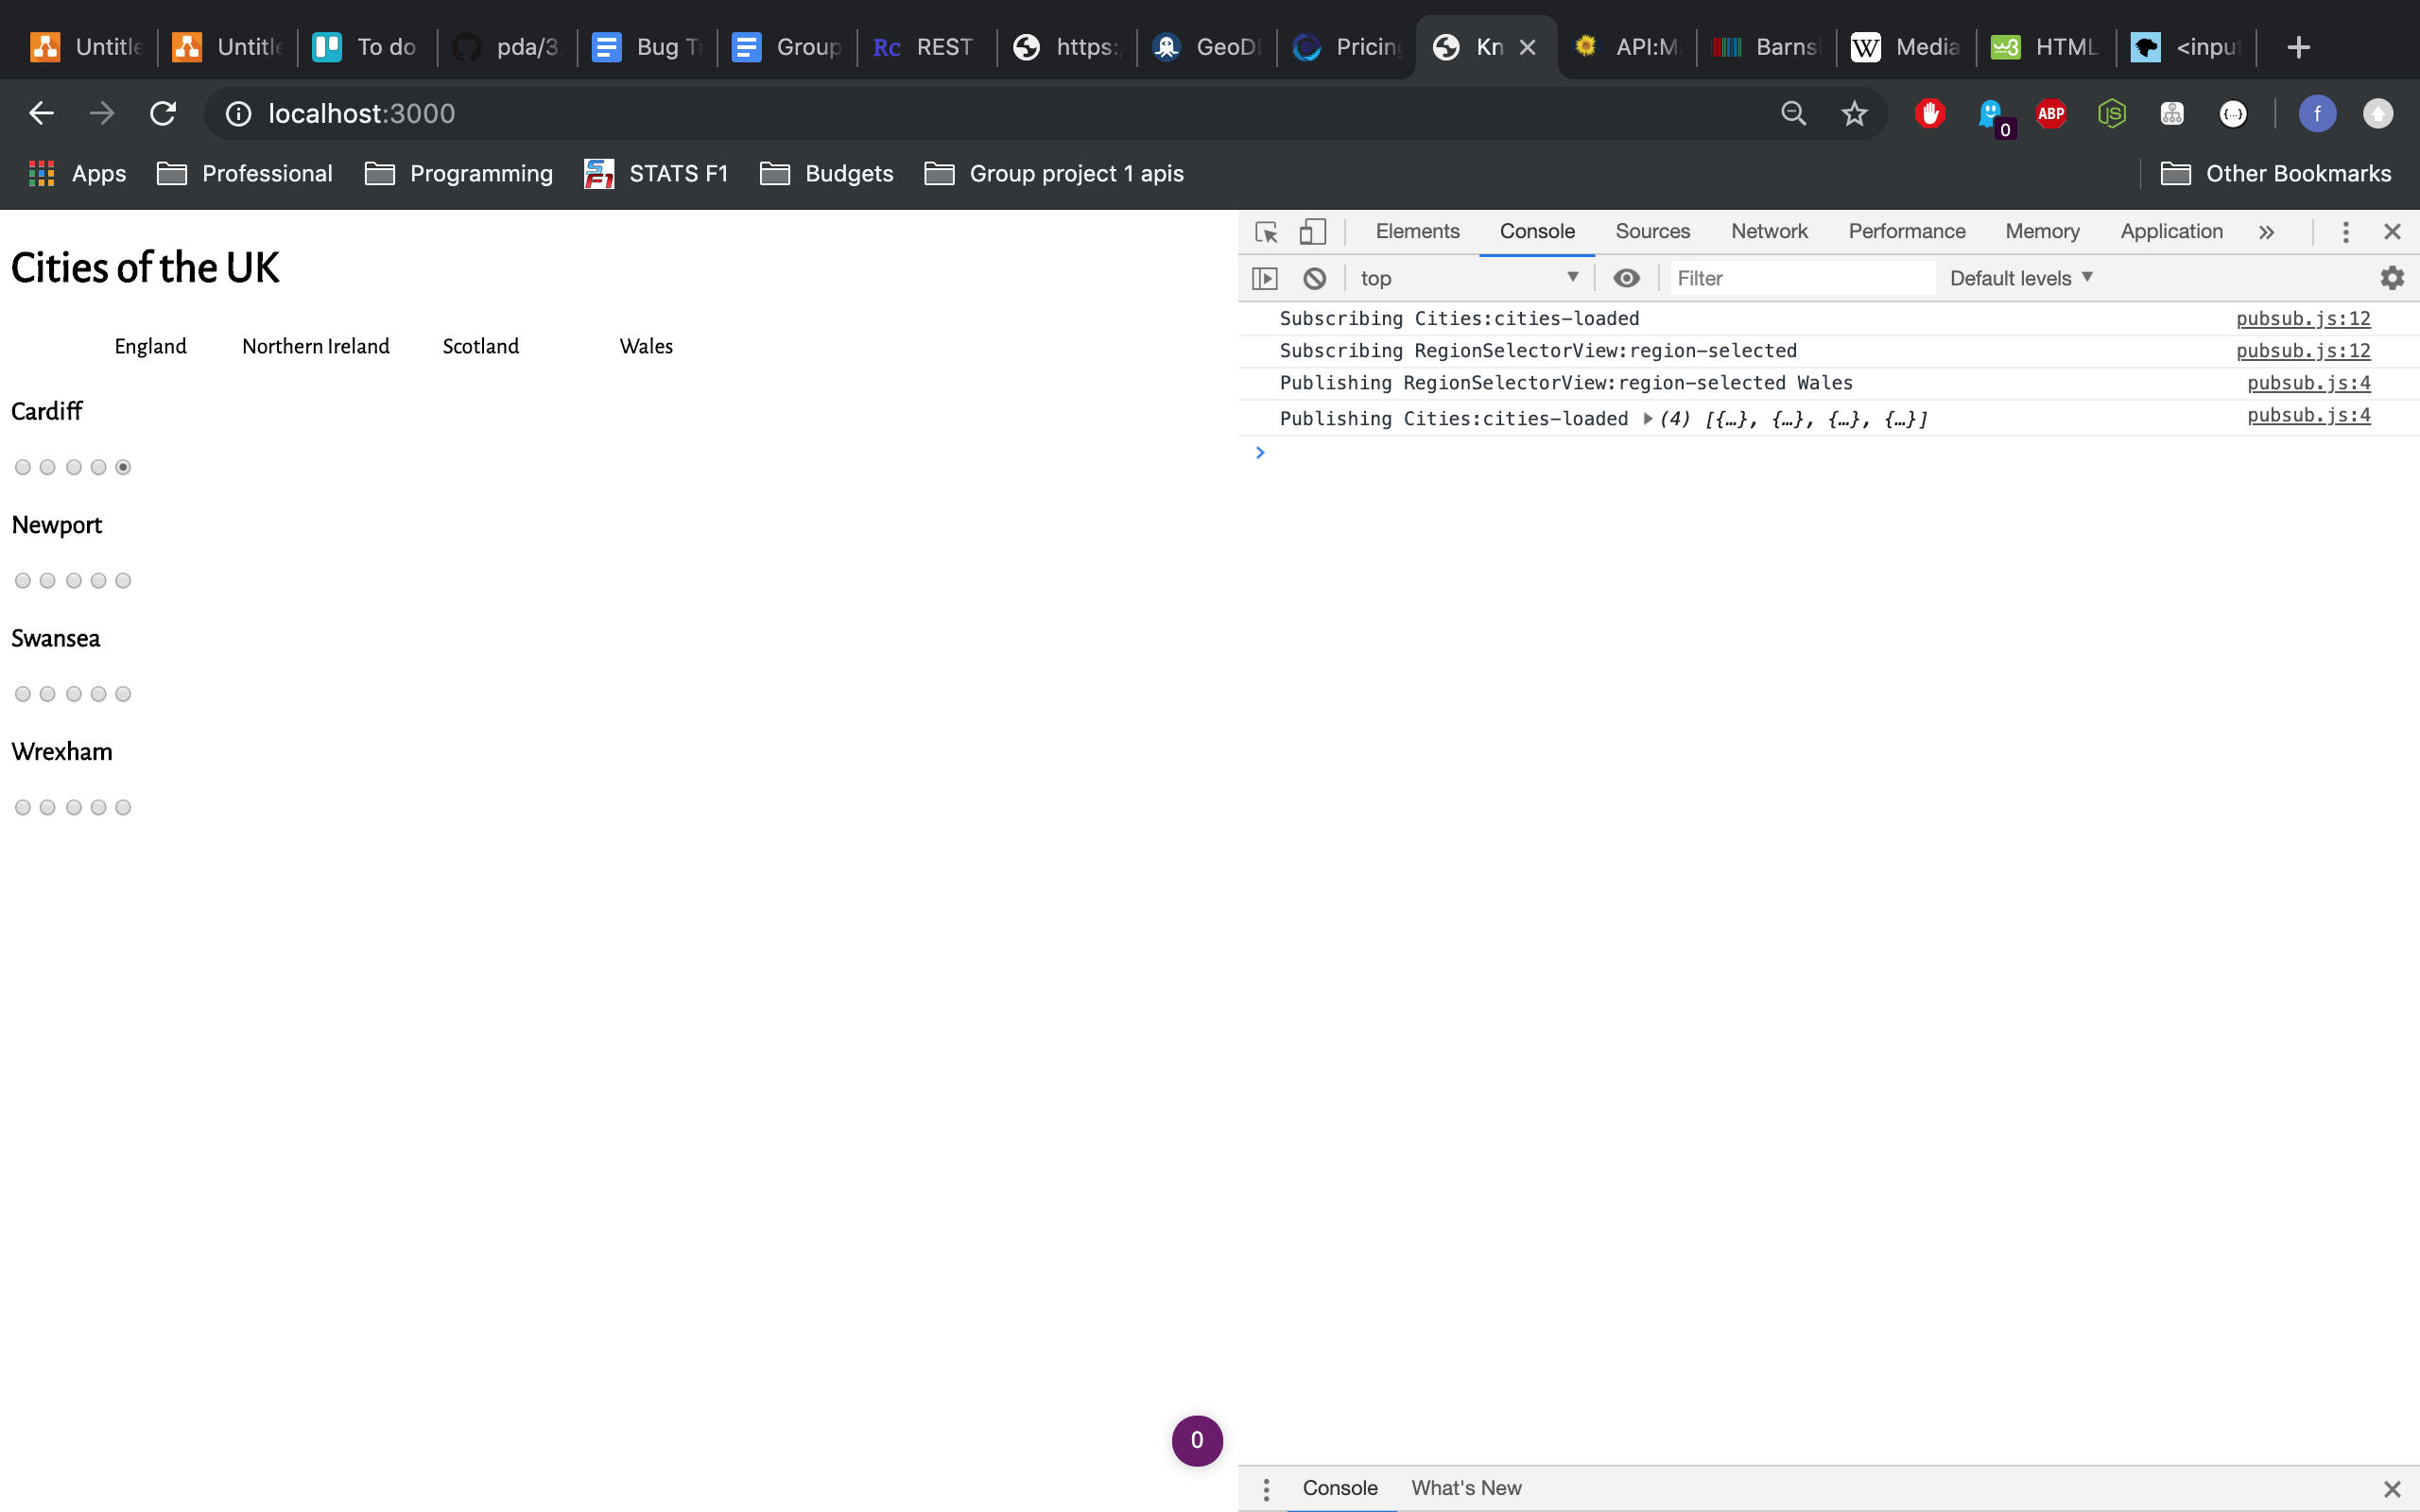 Untitle Untitle To do pda/3. Bug T Group Rc REST https: GeoD Pricin Kn API:M Barns W Media w3 HTML <inpu
localhost:3000 0 ABP JS {...} f
Apps Professional Programming SF1 STATS F1 Budgets Group project 1 apis Other Bookmarks
Cities of the UK
England Northern Ireland Scotland Wales
Cardiff
Newport
Swansea
Wrexham
0
Elements Console Sources Network Performance Memory Application »
top Filter Default levels
Subscribing Cities:cities-loaded pubsub.js:12
Subscribing RegionSelectorView:region-selected pubsub.js:12
Publishing RegionSelectorView:region-selected Wales pubsub.js:4
Publishing Cities:cities-loaded (4) [{…}, {…}, {…}, {…}] pubsub.js:4
Console What's New